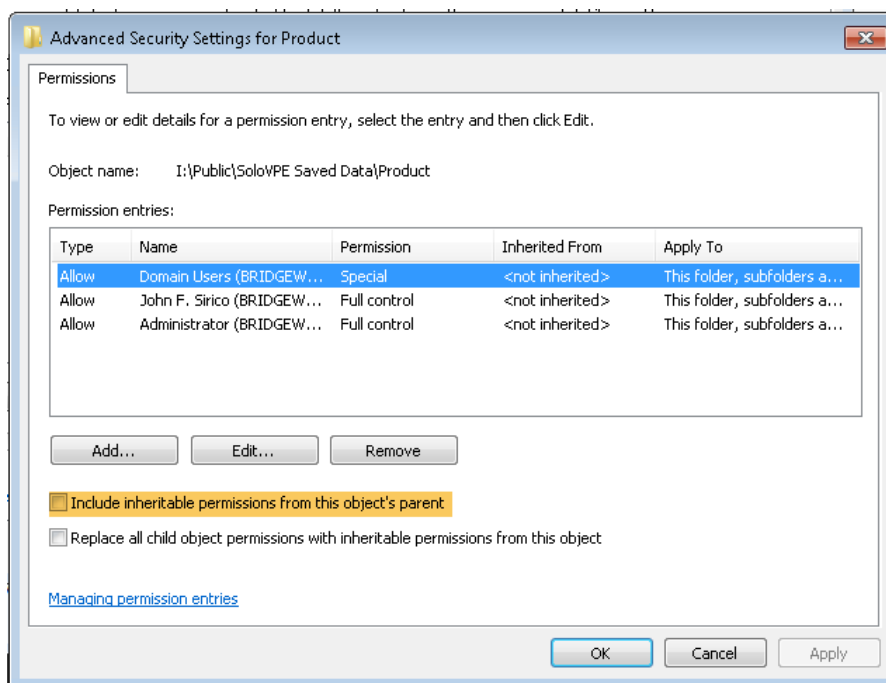 Advanced Security Settings for Product
Permissions
To view or edit details for a permission entry, select the entry and then click Edit.
Object name: I:\Public\SoloVPE Saved Data\Product
Permission entries:
Type Name Permission Inherited From Apply To
Allow Domain Users (BRIDGEW... Special <not inherited> This folder, subfolders a...
Allow John F. Sirico (BRIDGEW... Full control <not inherited> This folder, subfolders a...
Allow Administrator (BRIDGEW... Full control <not inherited> This folder, subfolders a...
Add... Edit... Remove
Include inheritable permissions from this object's parent
Replace all child object permissions with inheritable permissions from this object
Managing permission entries
OK Cancel Apply